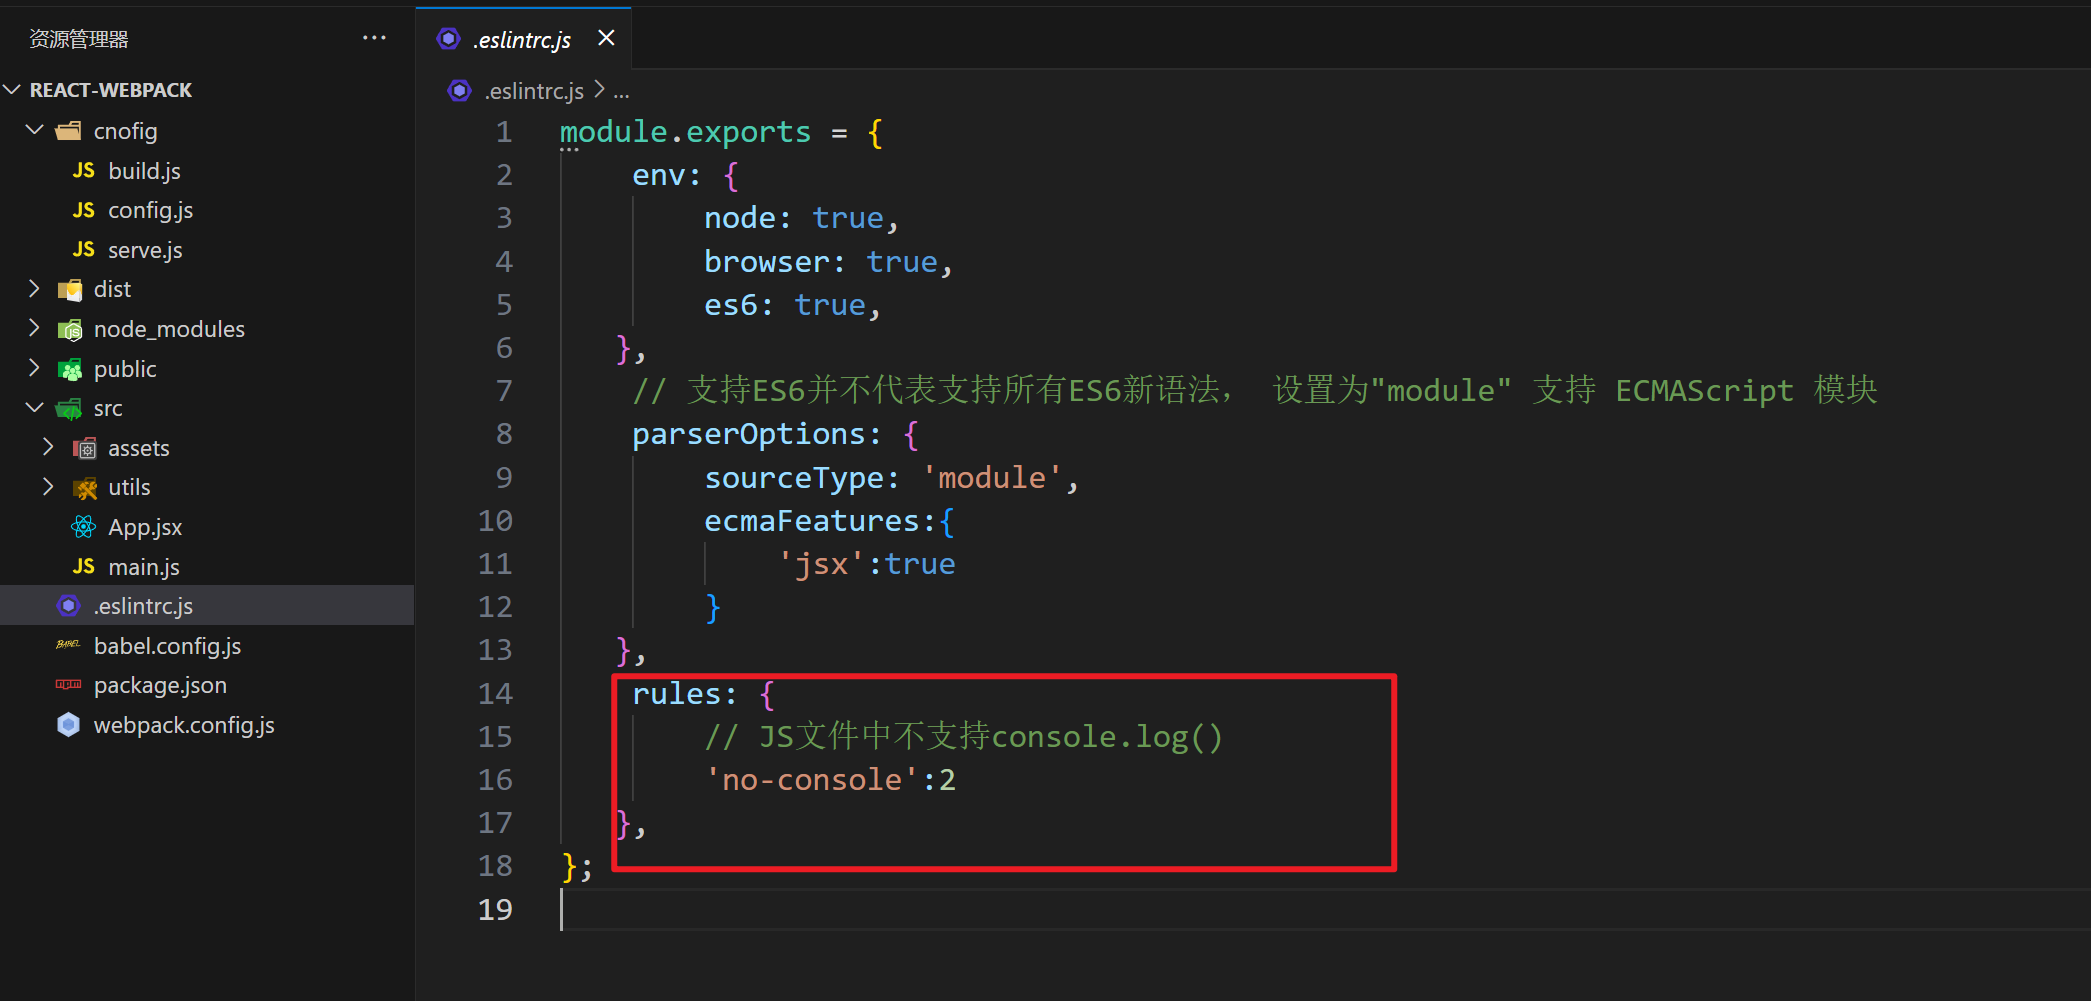 资源管理器
REACT-WEBPACK
cnofig
JS build.js
JS config.js
JS serve.js
dist
node_modules
public
src
assets
utils
App.jsx
JS main.js
.eslintrc.js
BABEL babel.config.js
npm package.json
webpack.config.js
.eslintrc.js
.eslintrc.js > ...
1 module.exports = {
2 env: {
3 node: true,
4 browser: true,
5 es6: true,
6 },
7 // 支持ES6并不代表支持所有ES6新语法， 设置为"module" 支持 ECMAScript 模块
8 parserOptions: {
9 sourceType: 'module',
10 ecmaFeatures:{
11 'jsx':true
12 }
13 },
14 rules: {
15 // JS文件中不支持console.log()
16 'no-console':2
17 },
18 };
19